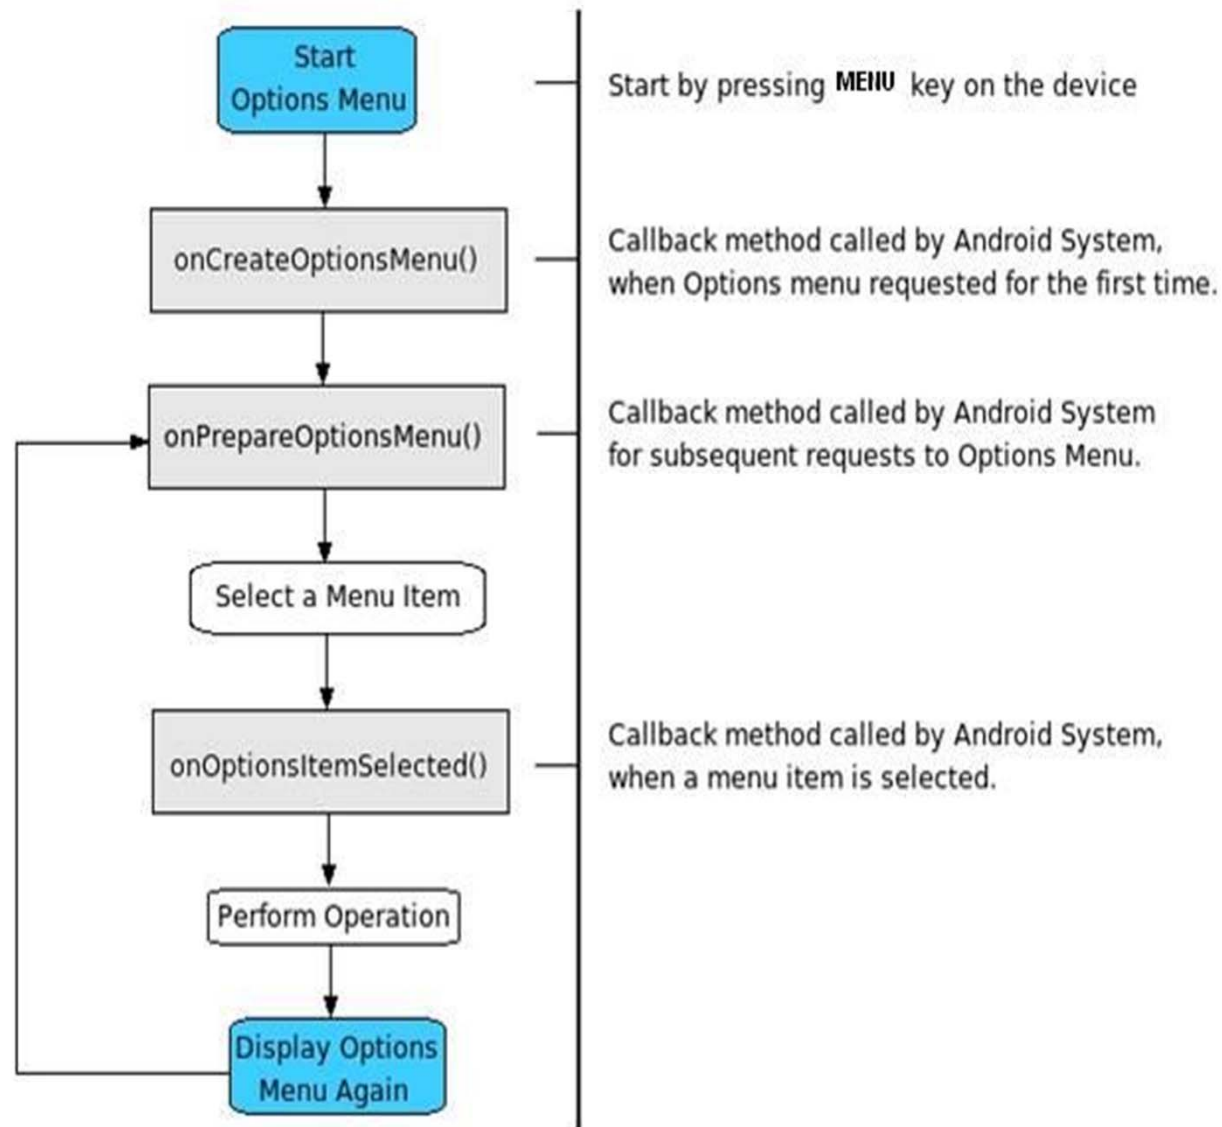 Start
Options Menu
Start by pressing MENU key on the device
onCreateOptionsMenu()
Callback method called by Android System,
when Options menu requested for the first time.
onPrepareOptionsMenu()
Callback method called by Android System
for subsequent requests to Options Menu.
Select a Menu Item
onOptionsItemSelected()
Callback method called by Android System,
when a menu item is selected.
Perform Operation
Display Options
Menu Again